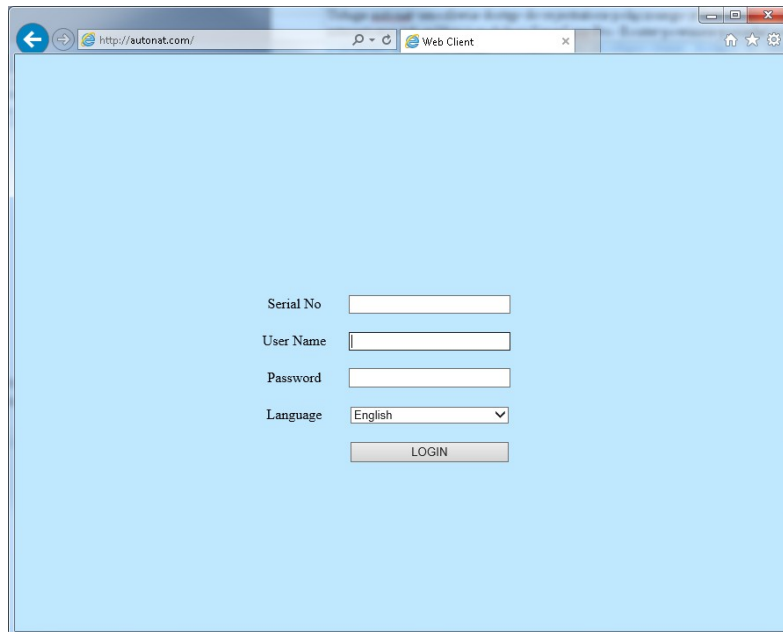 http://autonat.com/
Web Client
Serial No
User Name
Password
Language English
LOGIN